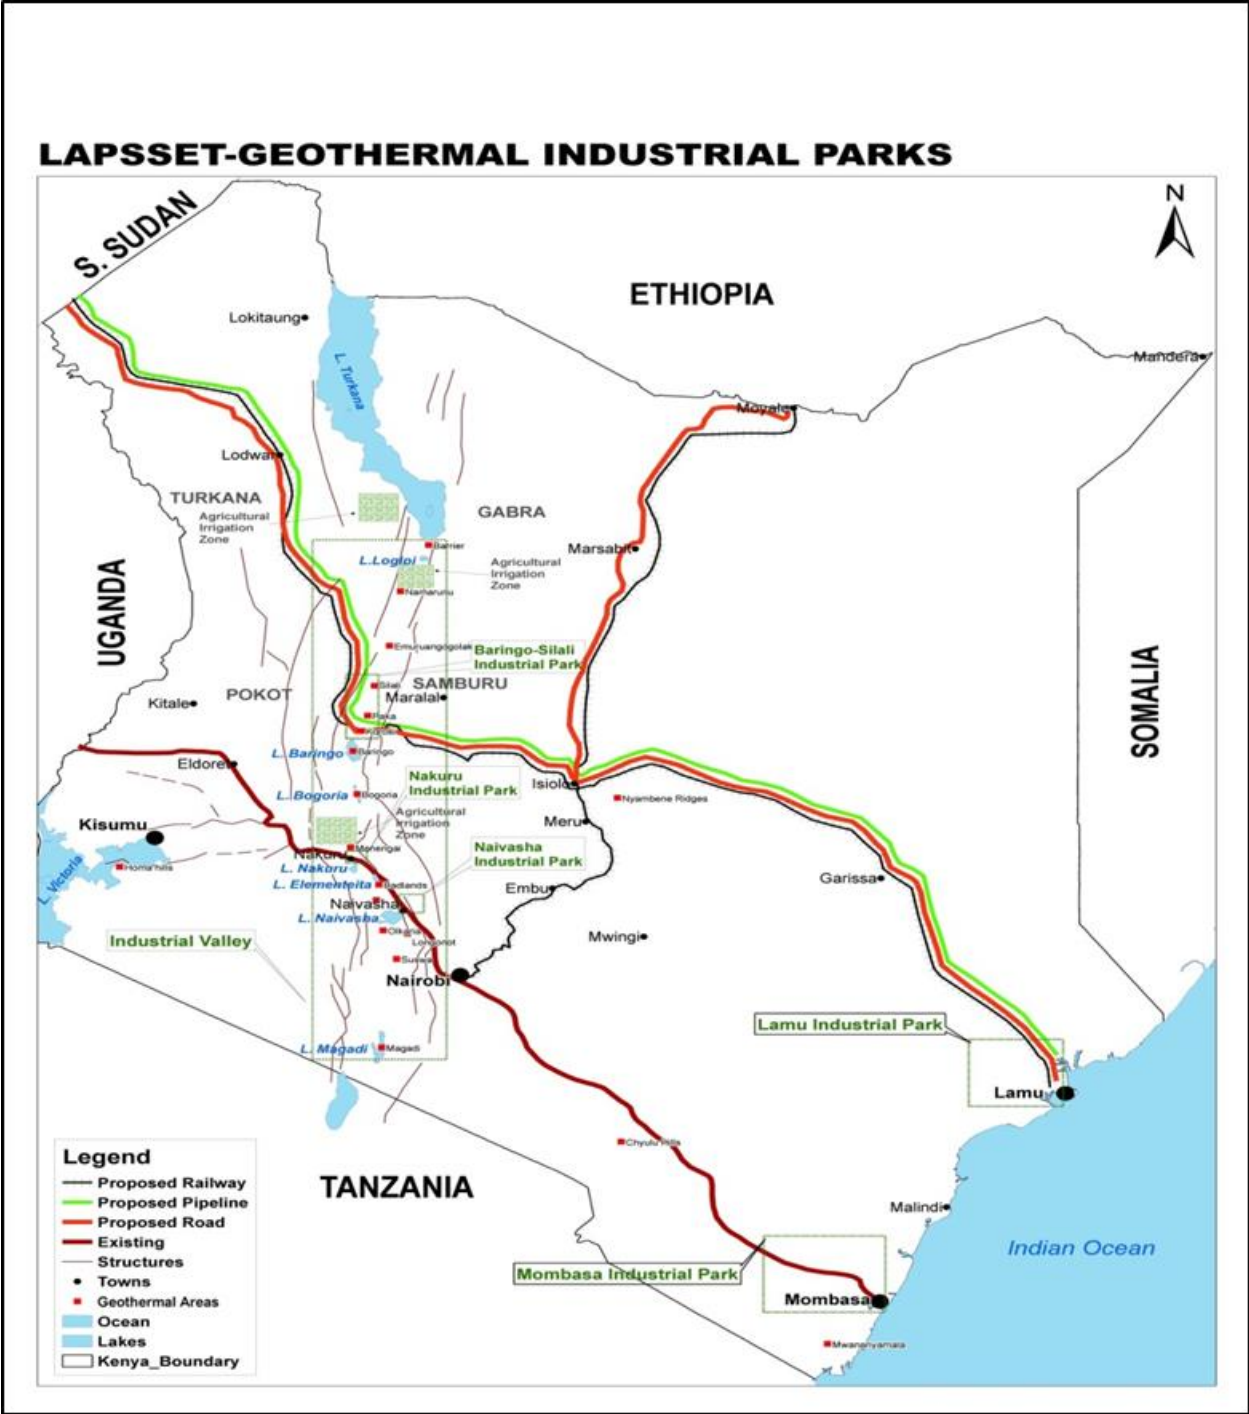 LAPSSET-GEOTHERMAL INDUSTRIAL PARKS
N
S. SUDAN
ETHIOPIA
Lokitaung
Mandera
L. Turkana
Moyale
Lodwar
TURKANA
Agricultural
Irrigation
Zone
GABRA
Barrier
Marsabit
L.Logipi
Agricultural
Irrigation
Zone
Namarunu
UGANDA
Emuruangogolak
Baringo-Silali
Industrial Park
SOMALIA
Silali
SAMBURU
POKOT
Maralal
Kitale
Paka
L. Baringo
Baringo
Eldoret
Nakuru
Industrial Park
Isiolo
L. Bogoria
Bogoria
Nyambene Ridges
Agricultural
Irrigation
Zone
Meru
Kisumu
Menengai
Nakuru
Naivasha
Industrial Park
Homa hills
L. Nakuru
L. Victoria
L. Elementeita
Badlands
Embu
Garissa
Naivasha
L. Naivasha
Olkaria
Mwingi
Industrial Valley
Longonot
Suswa
Nairobi
Lamu Industrial Park
L. Magadi
Magadi
Lamu
Chyulu Hills
Legend
Proposed Railway
Proposed Pipeline
Proposed Road
Existing
Structures
Towns
Geothermal Areas
Ocean
Lakes
Kenya_Boundary
TANZANIA
Malindi
Indian Ocean
Mombasa Industrial Park
Mombasa
Mwananyamala